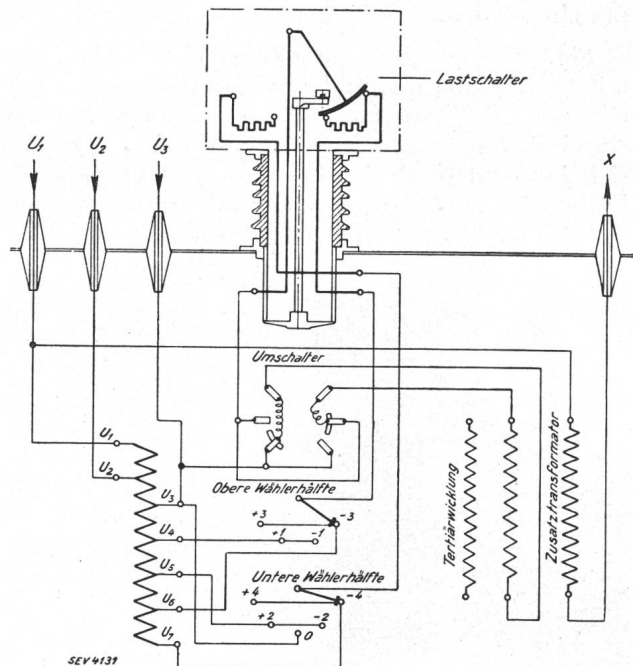 Lastschalter
U1
U2
U3
X
Umschalter
U1
U2
U3
U4
U5
U6
U7
Obere Wählerhälfte
+3
-3
+1
-1
Untere Wählerhälfte
+4
-4
+2
-2
0
Tertiärwicklung
Zusatztransformator
SEV 4131